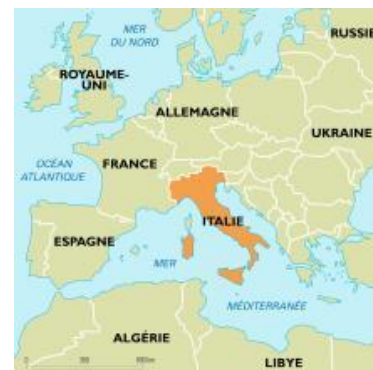 MER
DU NORD
RUSSIE
ROYAUME-
UNI
ALLEMAGNE
UKRAINE
OCÉAN
ATLANTIQUE
FRANCE
ITALIE
ESPAGNE
MER
MÉDITERRANÉE
ALGÉRIE
LIBYE